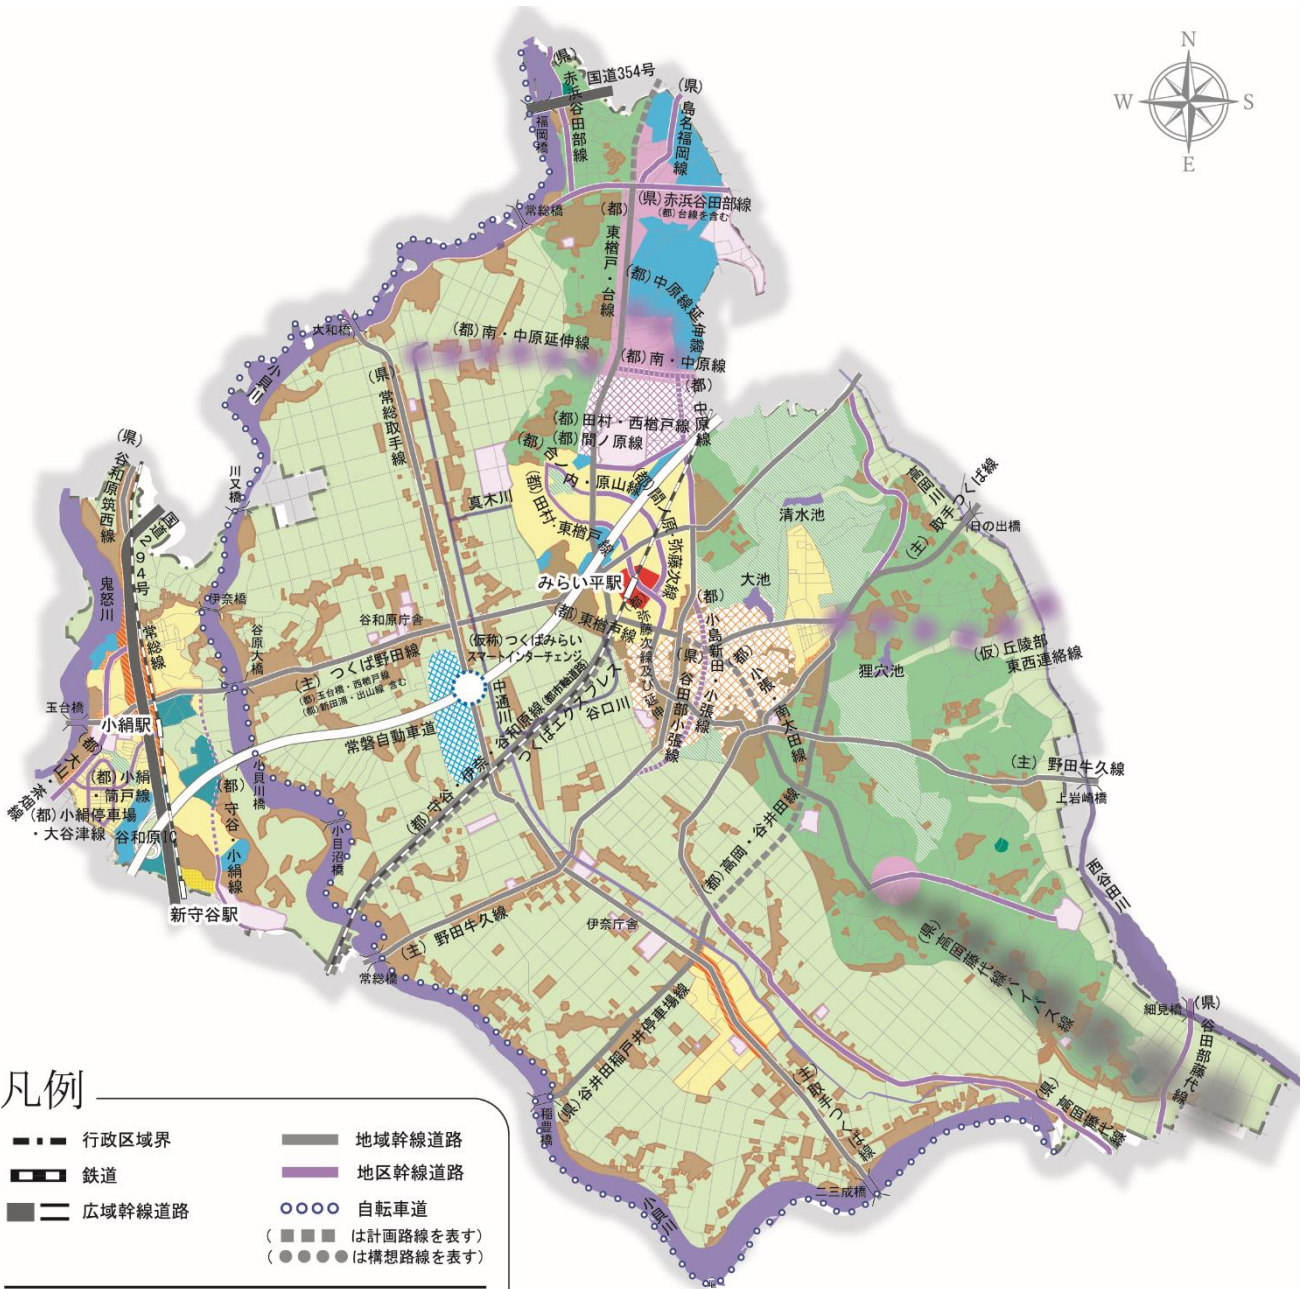 N
W
S
E
国道354号
(県)赤浜谷田部線
(県)島名福岡線
福岡橋
(県)赤浜谷田部線
(都)台線を含む
常総橋
(都)東楢戸・台線
(都)中原線延伸線
大和橋
(都)南・中原延伸線
(都)南・中原線
小貝川
(県)常総取手線
(都)中原線
(都)田村・西楢戸線
(都)間ノ原線
(県)谷和原筑西線
川又橋
真木川
(都)台ノ内・原山線
(都)田村・東楢戸線
国道294号
清水池
高岡川
(主)取手つくば線
日の出橋
鬼怒川
常総線
伊奈橋
谷原大橋
谷和原庁舎
みらい平駅
大池
(都)東楢戸線
(主)つくば野田線
(都)玉台橋・西楢戸線
(都)新田潟・出山線 含む
(仮称)つくばみらい
スマートインターチェンジ
(都)小島新田・小張線
(県)谷田部小張線
(都)小張
南太田線
狸穴池
(仮)丘陵部
東西連絡線
玉台橋
小絹駅
常磐自動車道
中通川
(都)守谷・伊奈・谷和原線(都市軸道路)
つくばエクスプレス
谷口川
(都)小絹
・筒戸線
(都)小絹停車場
・大谷津線
谷和原IC
(都)守谷・小絹線
小貝川橋
小目沼橋
(主)野田牛久線
上岩崎橋
新守谷駅
(都)高岡・谷井田線
西谷田川
常総橋
(主)野田牛久線
伊奈庁舎
(県)高岡藤代線バイパス線
細見橋
(県)谷田部藤代線
(県)谷井田稲戸井停車場線
稲豊橋
(主)取手つくば線
(県)高岡藤代線
二三成橋
小貝川
凡例
行政区域界
地域幹線道路
鉄道
地区幹線道路
広域幹線道路
自転車道
( は計画路線を表す)
( は構想路線を表す)